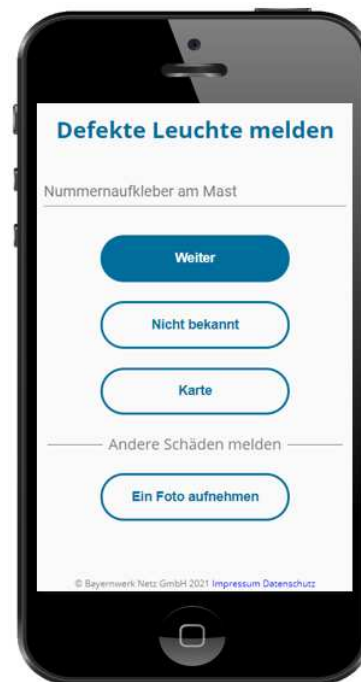 Defekte Leuchte melden
Nummernaufkleber am Mast
Weiter
Nicht bekannt
Karte
Andere Schäden melden
Ein Foto aufnehmen
© Bayernwerk Netz GmbH 2021 Impressum Datenschutz